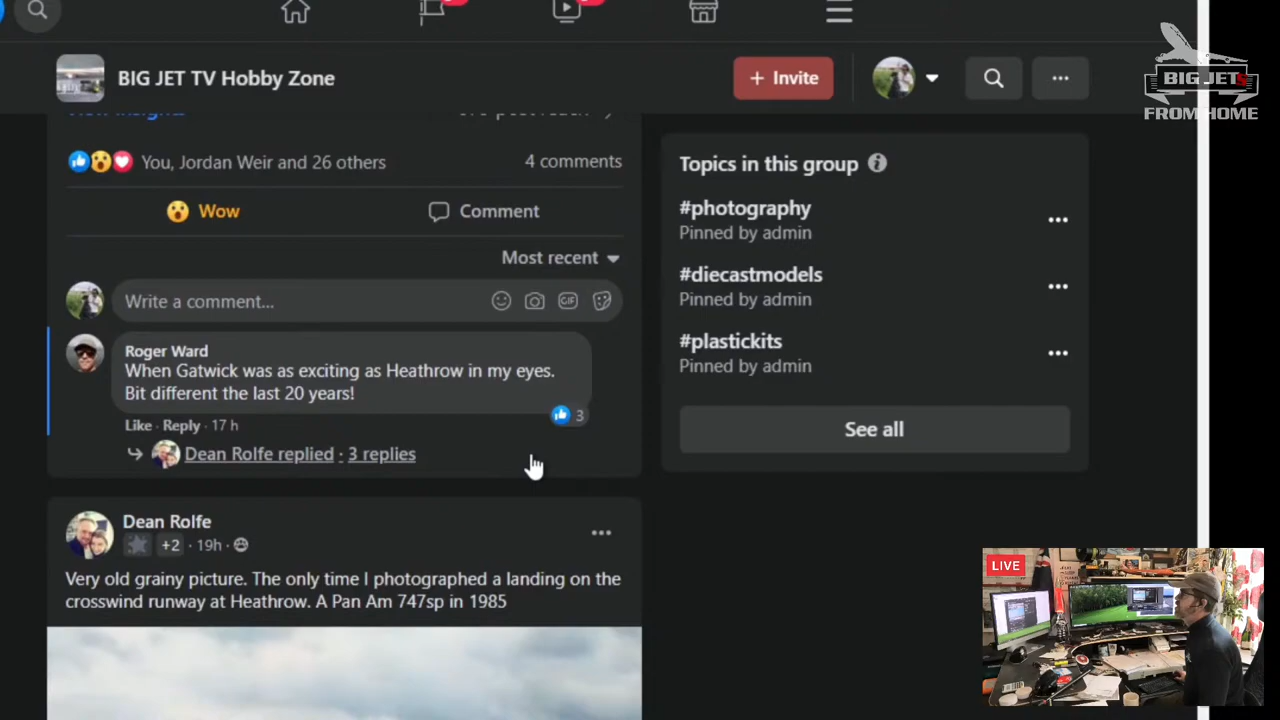 BIG JET TV Hobby Zone
+ Invite
BIG JETS
FROM HOME
You, Jordan Weir and 26 others
4 comments
Wow
Comment
Most recent
Write a comment...
GIF
Roger Ward
When Gatwick was as exciting as Heathrow in my eyes.
Bit different the last 20 years!
3
Like · Reply · 17 h
Dean Rolfe replied · 3 replies
Dean Rolfe
+2 · 19h ·
Very old grainy picture. The only time I photographed a landing on the
crosswind runway at Heathrow. A Pan Am 747sp in 1985
Topics in this group
#photography
Pinned by admin
#diecastmodels
Pinned by admin
#plastickits
Pinned by admin
See all
LIVE